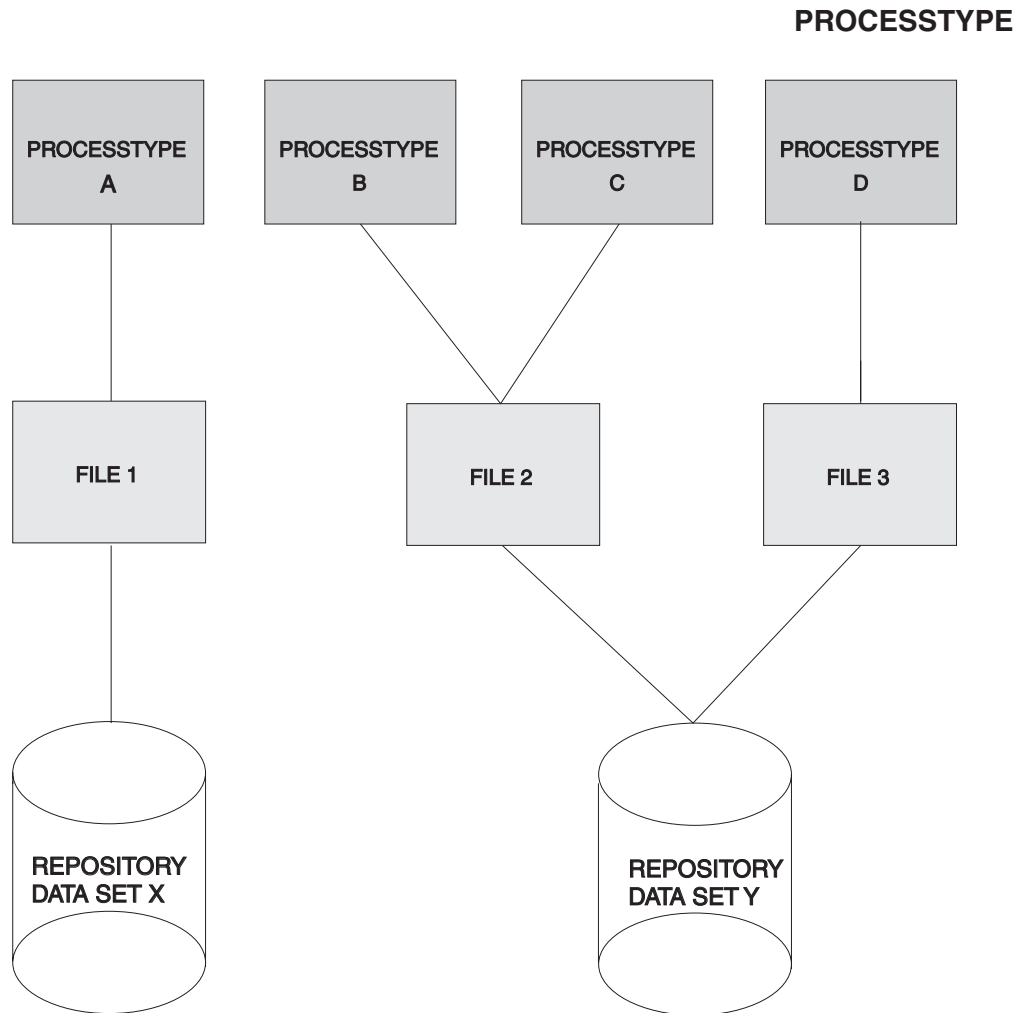 PROCESSTYPE
PROCESSTYPE
A
PROCESSTYPE
B
PROCESSTYPE
C
PROCESSTYPE
D
FILE 1
FILE 2
FILE 3
REPOSITORY
DATA SET X
REPOSITORY
DATA SET Y